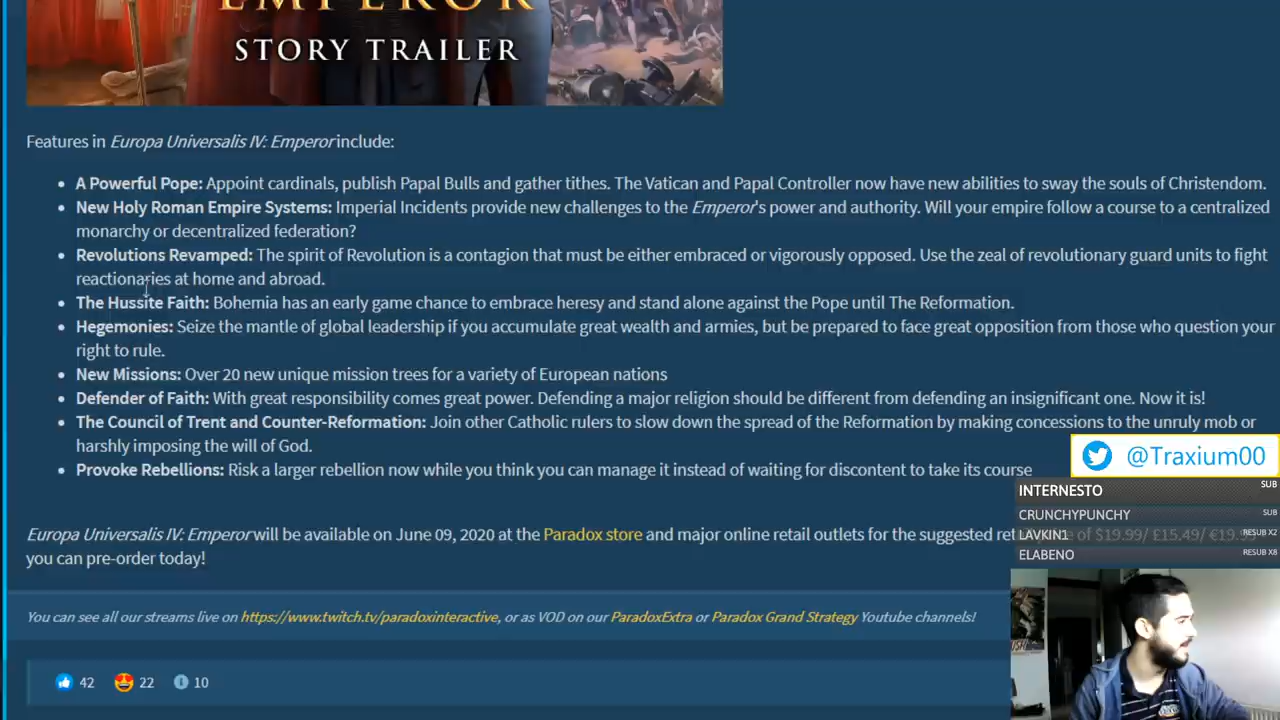 EMPEROR
STORY TRAILER
Features in Europa Universalis IV: Emperor include:
• A Powerful Pope: Appoint cardinals, publish Papal Bulls and gather tithes. The Vatican and Papal Controller now have new abilities to sway the souls of Christendom.
• New Holy Roman Empire Systems: Imperial Incidents provide new challenges to the Emperor's power and authority. Will your empire follow a course to a centralized
monarchy or decentralized federation?
• Revolutions Revamped: The spirit of Revolution is a contagion that must be either embraced or vigorously opposed. Use the zeal of revolutionary guard units to fight
reactionaries at home and abroad.
• The Hussite Faith: Bohemia has an early game chance to embrace heresy and stand alone against the Pope until The Reformation.
• Hegemonies: Seize the mantle of global leadership if you accumulate great wealth and armies, but be prepared to face great opposition from those who question your
right to rule.
• New Missions: Over 20 new unique mission trees for a variety of European nations
• Defender of Faith: With great responsibility comes great power. Defending a major religion should be different from defending an insignificant one. Now it is!
• The Council of Trent and Counter-Reformation: Join other Catholic rulers to slow down the spread of the Reformation by making concessions to the unruly mob or
harshly imposing the will of God.
• Provoke Rebellions: Risk a larger rebellion now while you think you can manage it instead of waiting for discontent to take its course
@Traxium00
INTERNESTO SUB
CRUNCHYPUNCHY SUB
LAVKIN1 RESUB X2
ELABENO RESUB X8
Europa Universalis IV: Emperor will be available on June 09, 2020 at the Paradox store and major online retail outlets for the suggested of $19.99/ £15.49/
you can pre-order today!
You can see all our streams live on https://www.twitch.tv/paradoxinteractive, or as VOD on our ParadoxExtra or Paradox Grand Strategy Youtube channels!
42 22 10